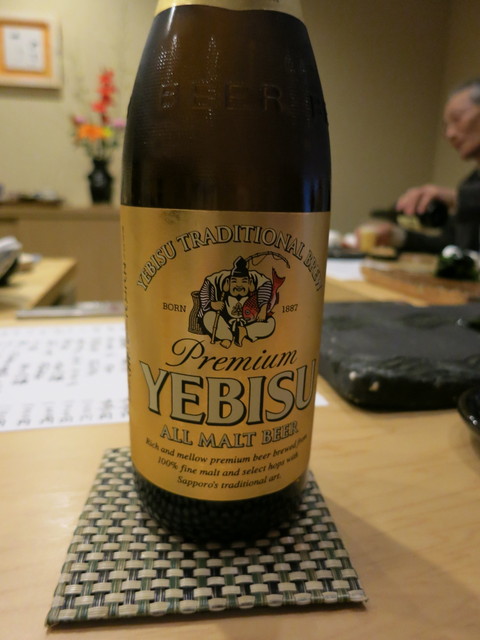 BEER
YEBISU TRADITIONAL BREW
BORN 1887
Premium
YEBISU
ALL MALT BEER
Rich and mellow premium beer brewed from
100% fine malt and select hops with
Sapporo's traditional art.